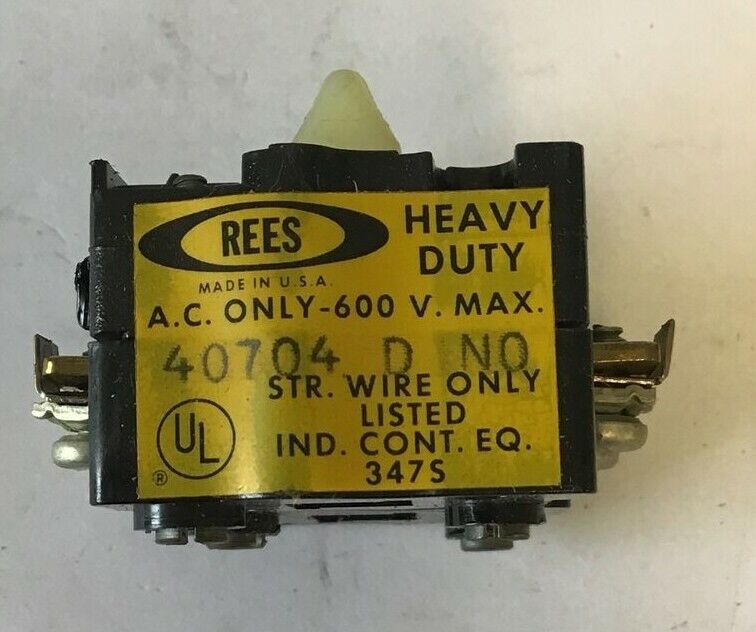 REES
HEAVY
DUTY
MADE IN U.S.A.
A.C. ONLY-600 V. MAX.
40704 D NO
STR. WIRE ONLY
LISTED
UL
IND. CONT. EQ.
®
347S